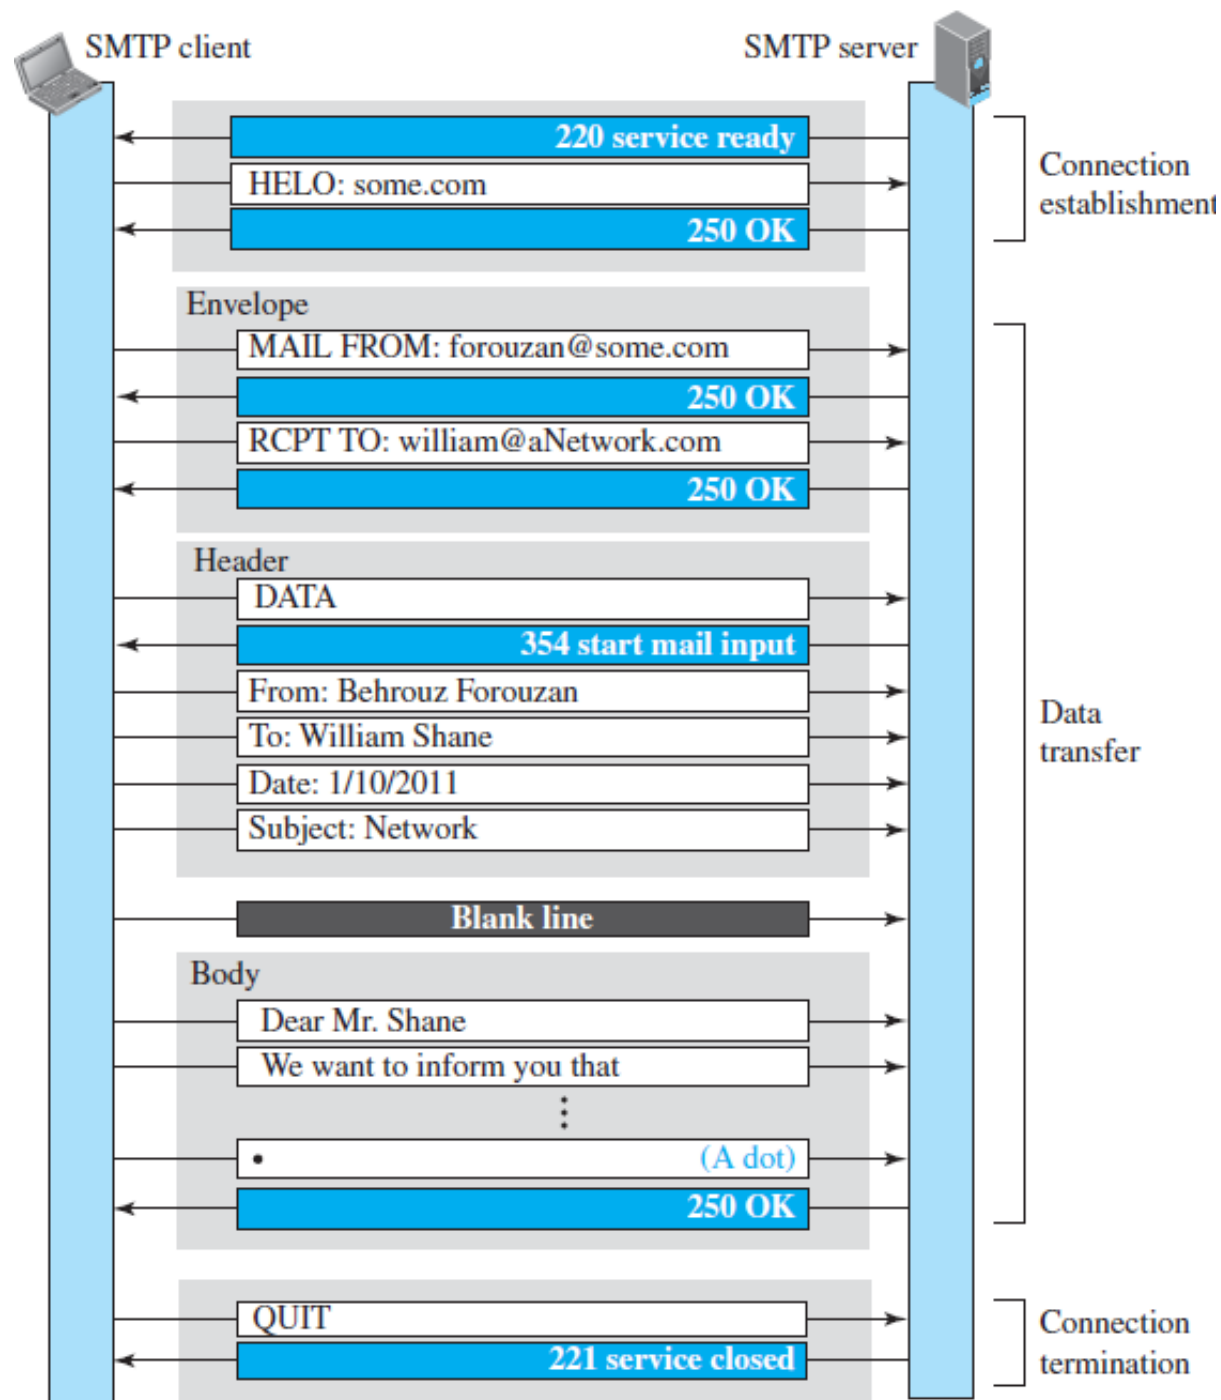 SMTP client
SMTP server
220 service ready
HELO: some.com
250 OK
Connection
establishment
Envelope
MAIL FROM: forouzan@some.com
250 OK
RCPT TO: william@aNetwork.com
250 OK
Header
DATA
354 start mail input
From: Behrouz Forouzan
To: William Shane
Date: 1/10/2011
Subject: Network
Data
transfer
Blank line
Body
Dear Mr. Shane
We want to inform you that
⋮
• (A dot)
250 OK
QUIT
221 service closed
Connection
termination